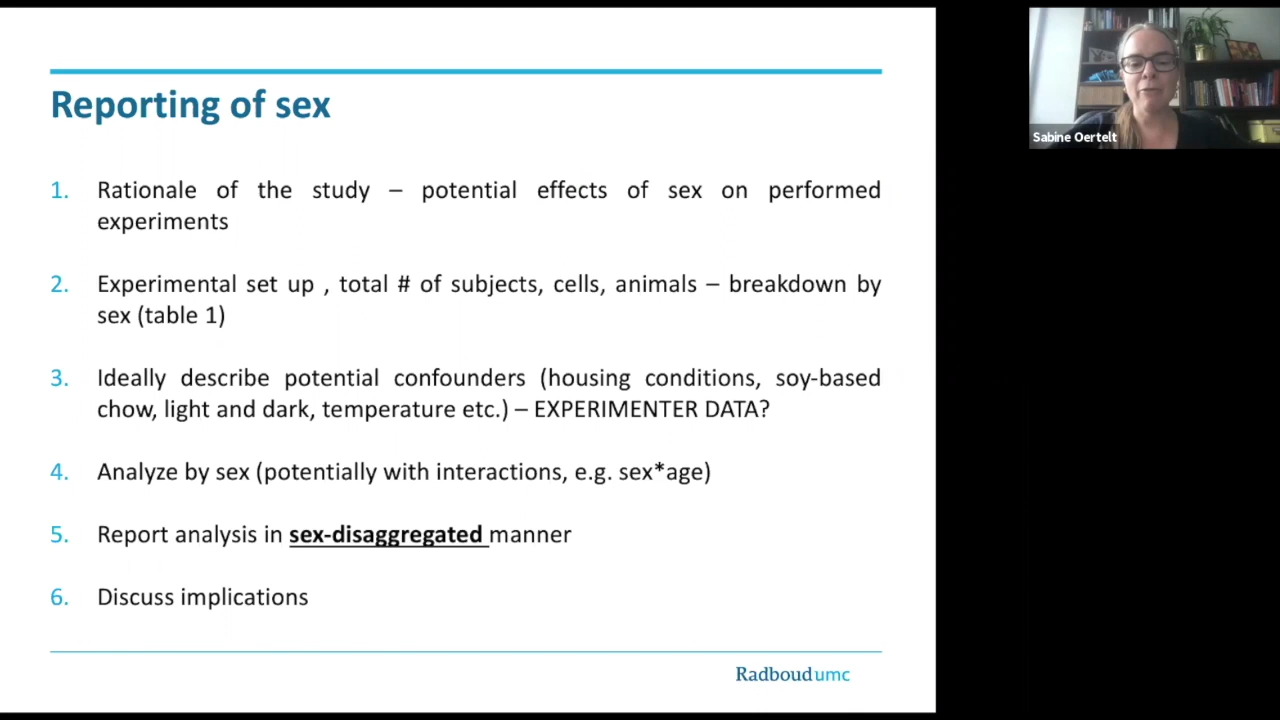 Reporting of sex
1. Rationale of the study – potential effects of sex on performed
experiments
2. Experimental set up , total # of subjects, cells, animals – breakdown by
sex (table 1)
3. Ideally describe potential confounders (housing conditions, soy-based
chow, light and dark, temperature etc.) – EXPERIMENTER DATA?
4. Analyze by sex (potentially with interactions, e.g. sex*age)
5. Report analysis in sex-disaggregated manner
6. Discuss implications
Radboudumc
Sabine Oertelt